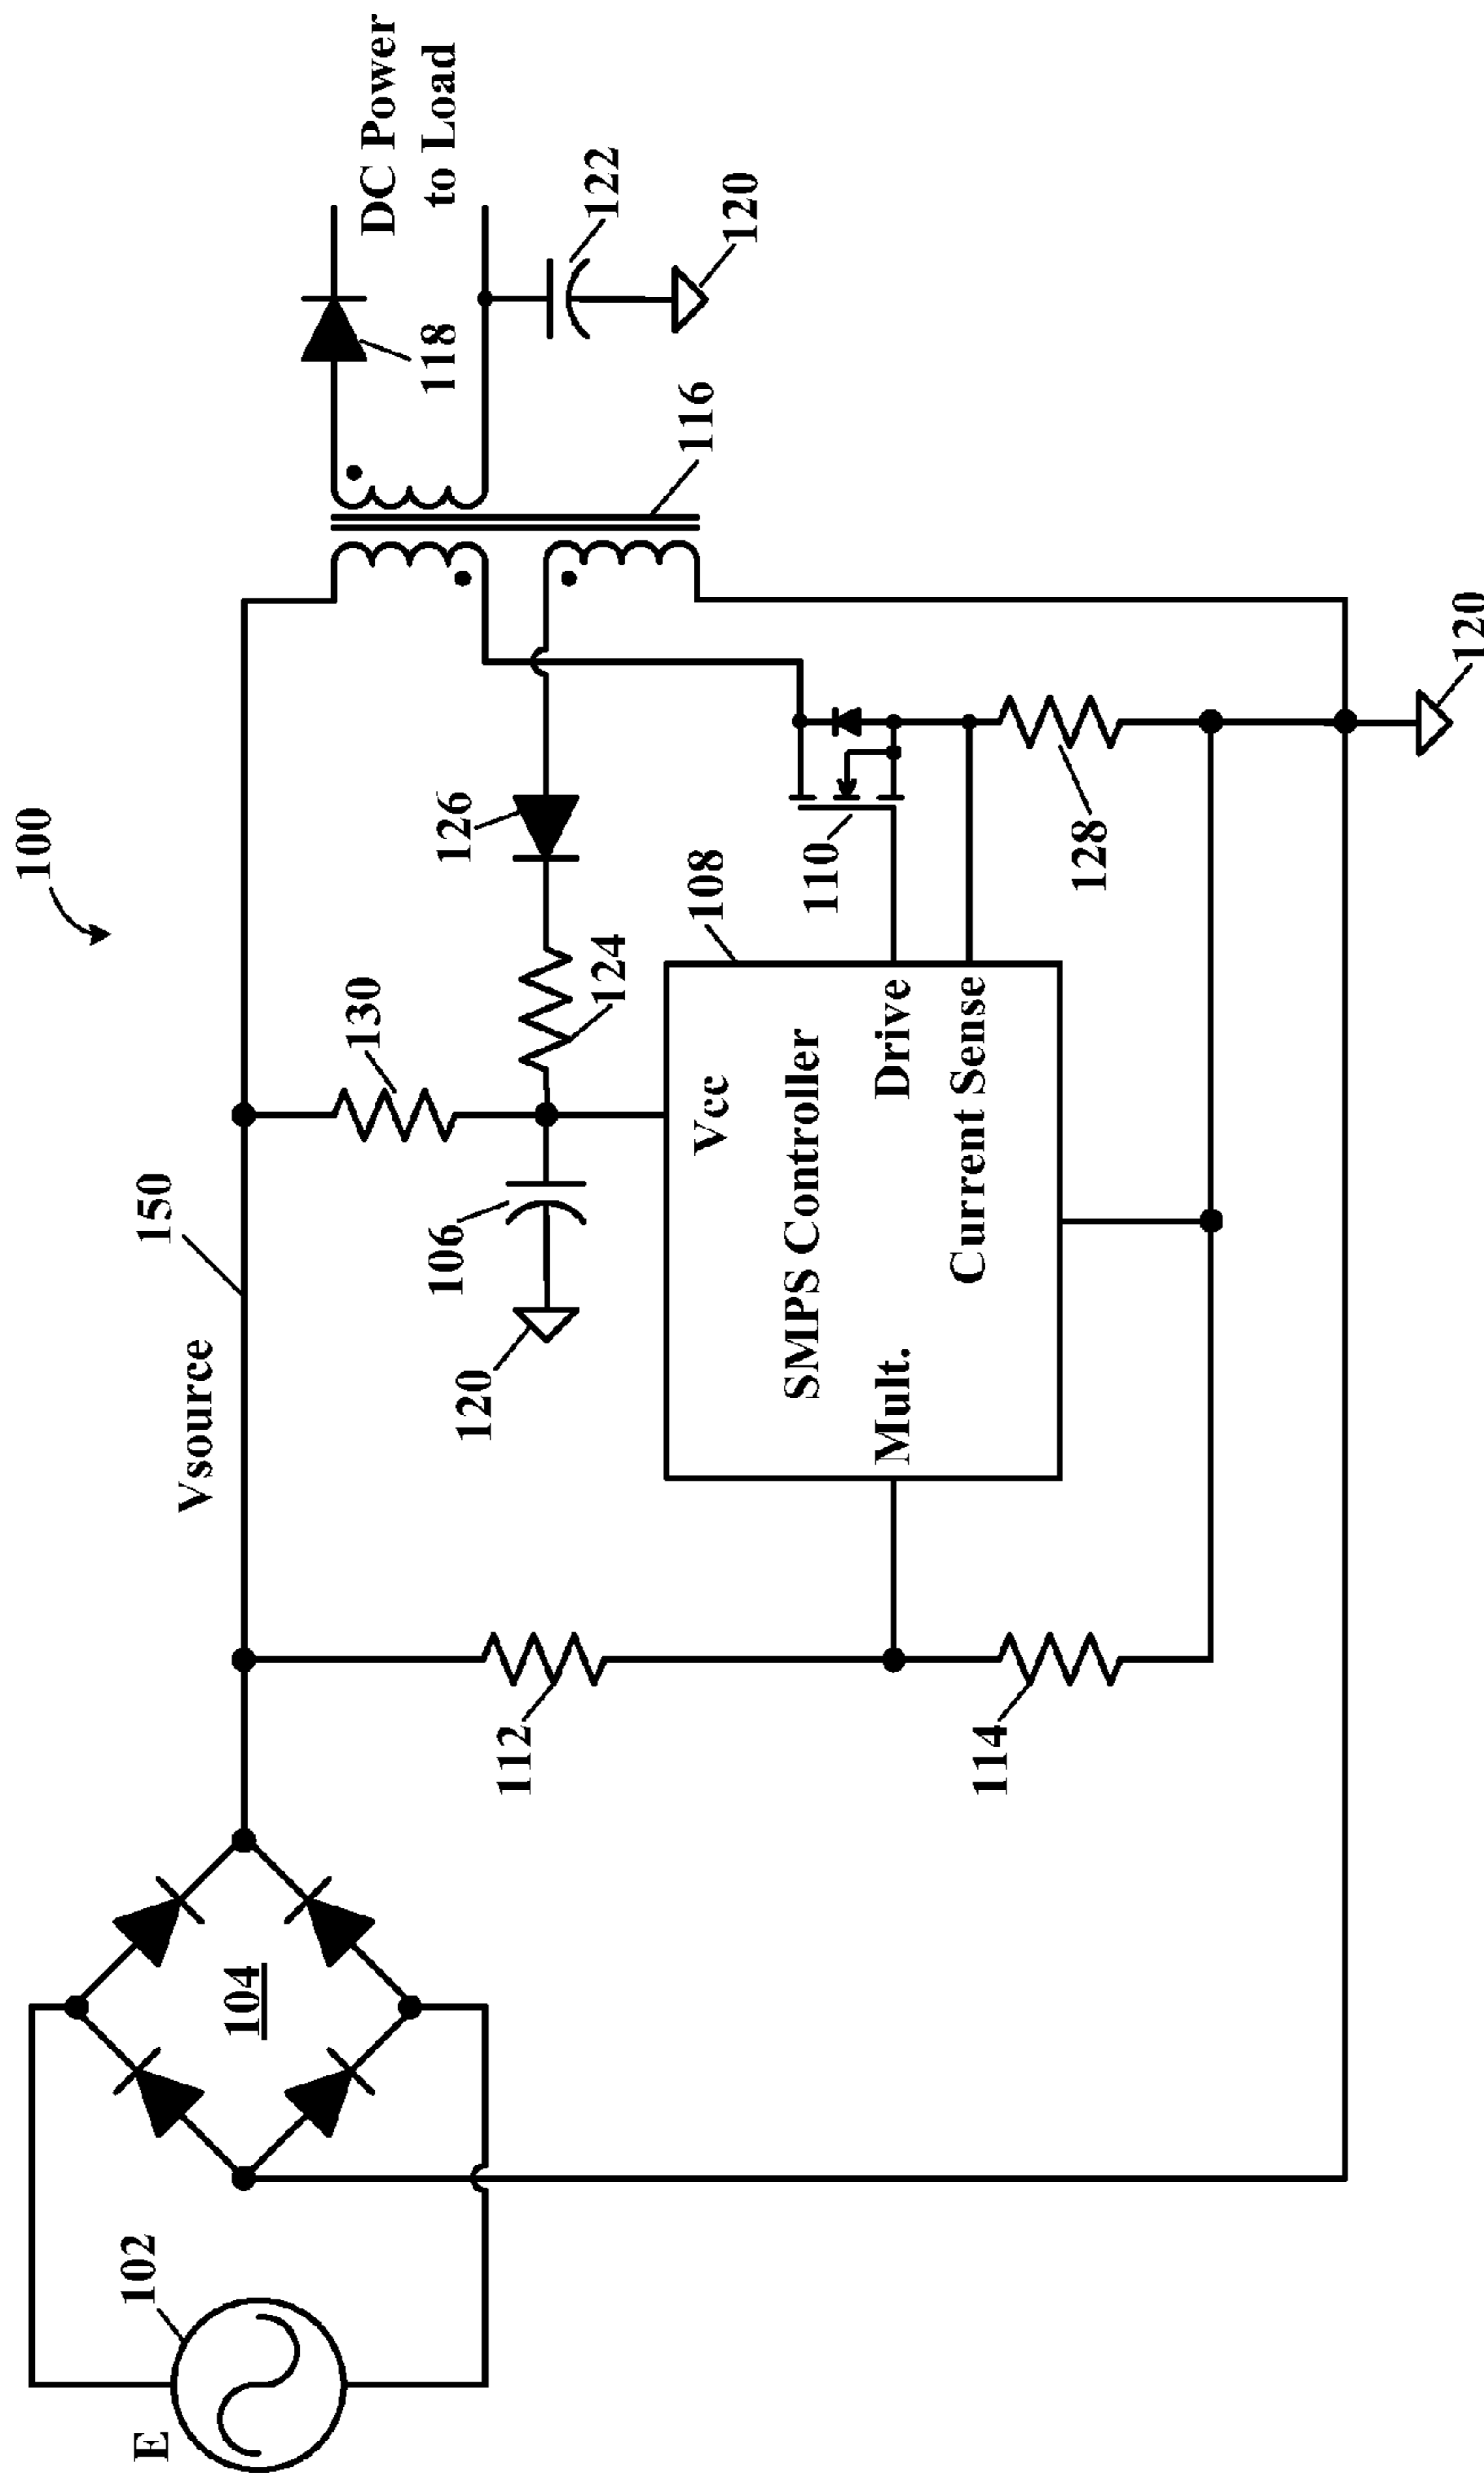 100
E
102
104
Vsource
150
112
114
130
106
120
124
126
108
Vcc
SMPS Controller
Mult.
Drive
Current Sense
110
128
120
116
118
DC Power
to Load
122
120